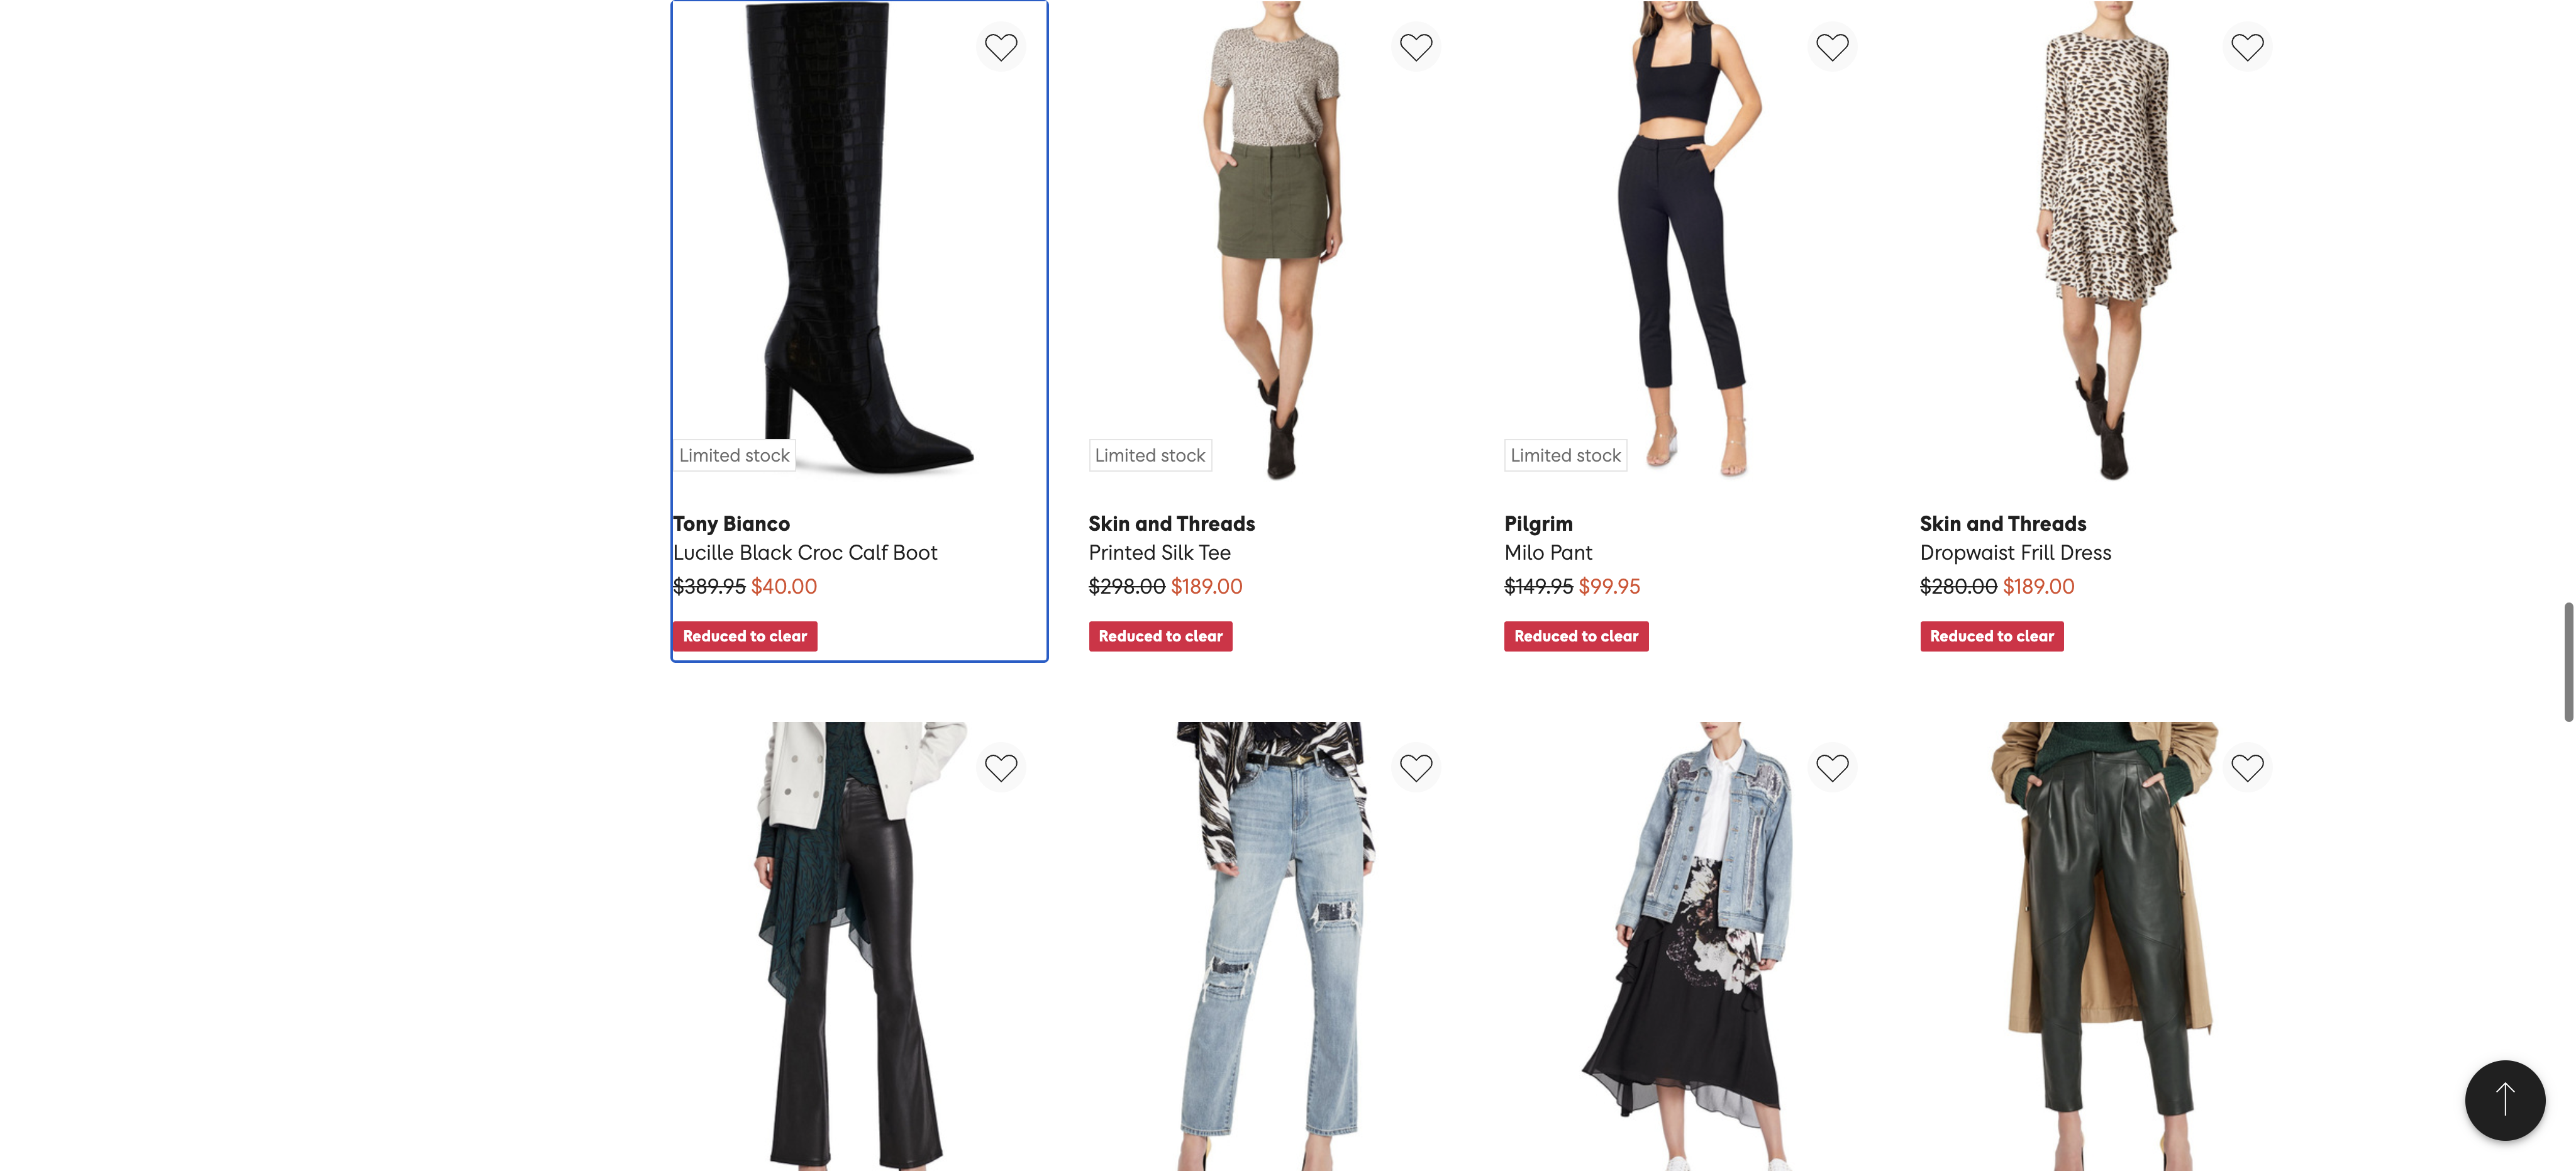 Limited stock
Tony Bianco
Lucille Black Croc Calf Boot
$389.95 $40.00
Reduced to clear
Limited stock
Skin and Threads
Printed Silk Tee
$298.00 $189.00
Reduced to clear
Limited stock
Pilgrim
Milo Pant
$149.95 $99.95
Reduced to clear
Skin and Threads
Dropwaist Frill Dress
$280.00 $189.00
Reduced to clear